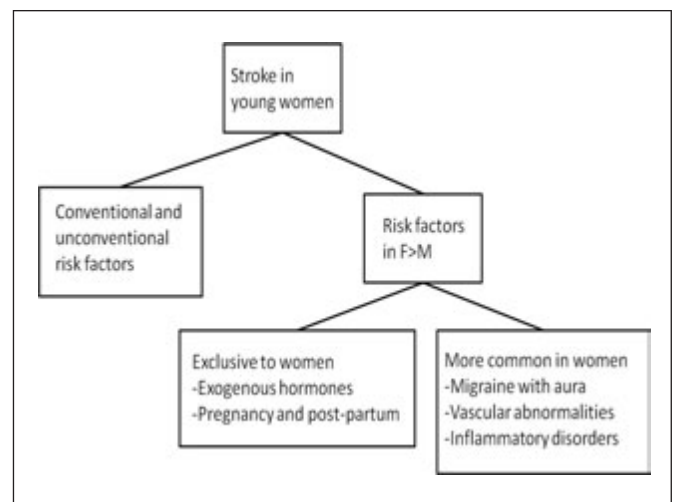 Stroke in
young women
Conventional and
unconventional
risk factors
Risk factors
in F>M
Exclusive to women
-Exogenous hormones
-Pregnancy and post-partum
More common in women
-Migraine with aura
-Vascular abnormalities
-Inflammatory disorders